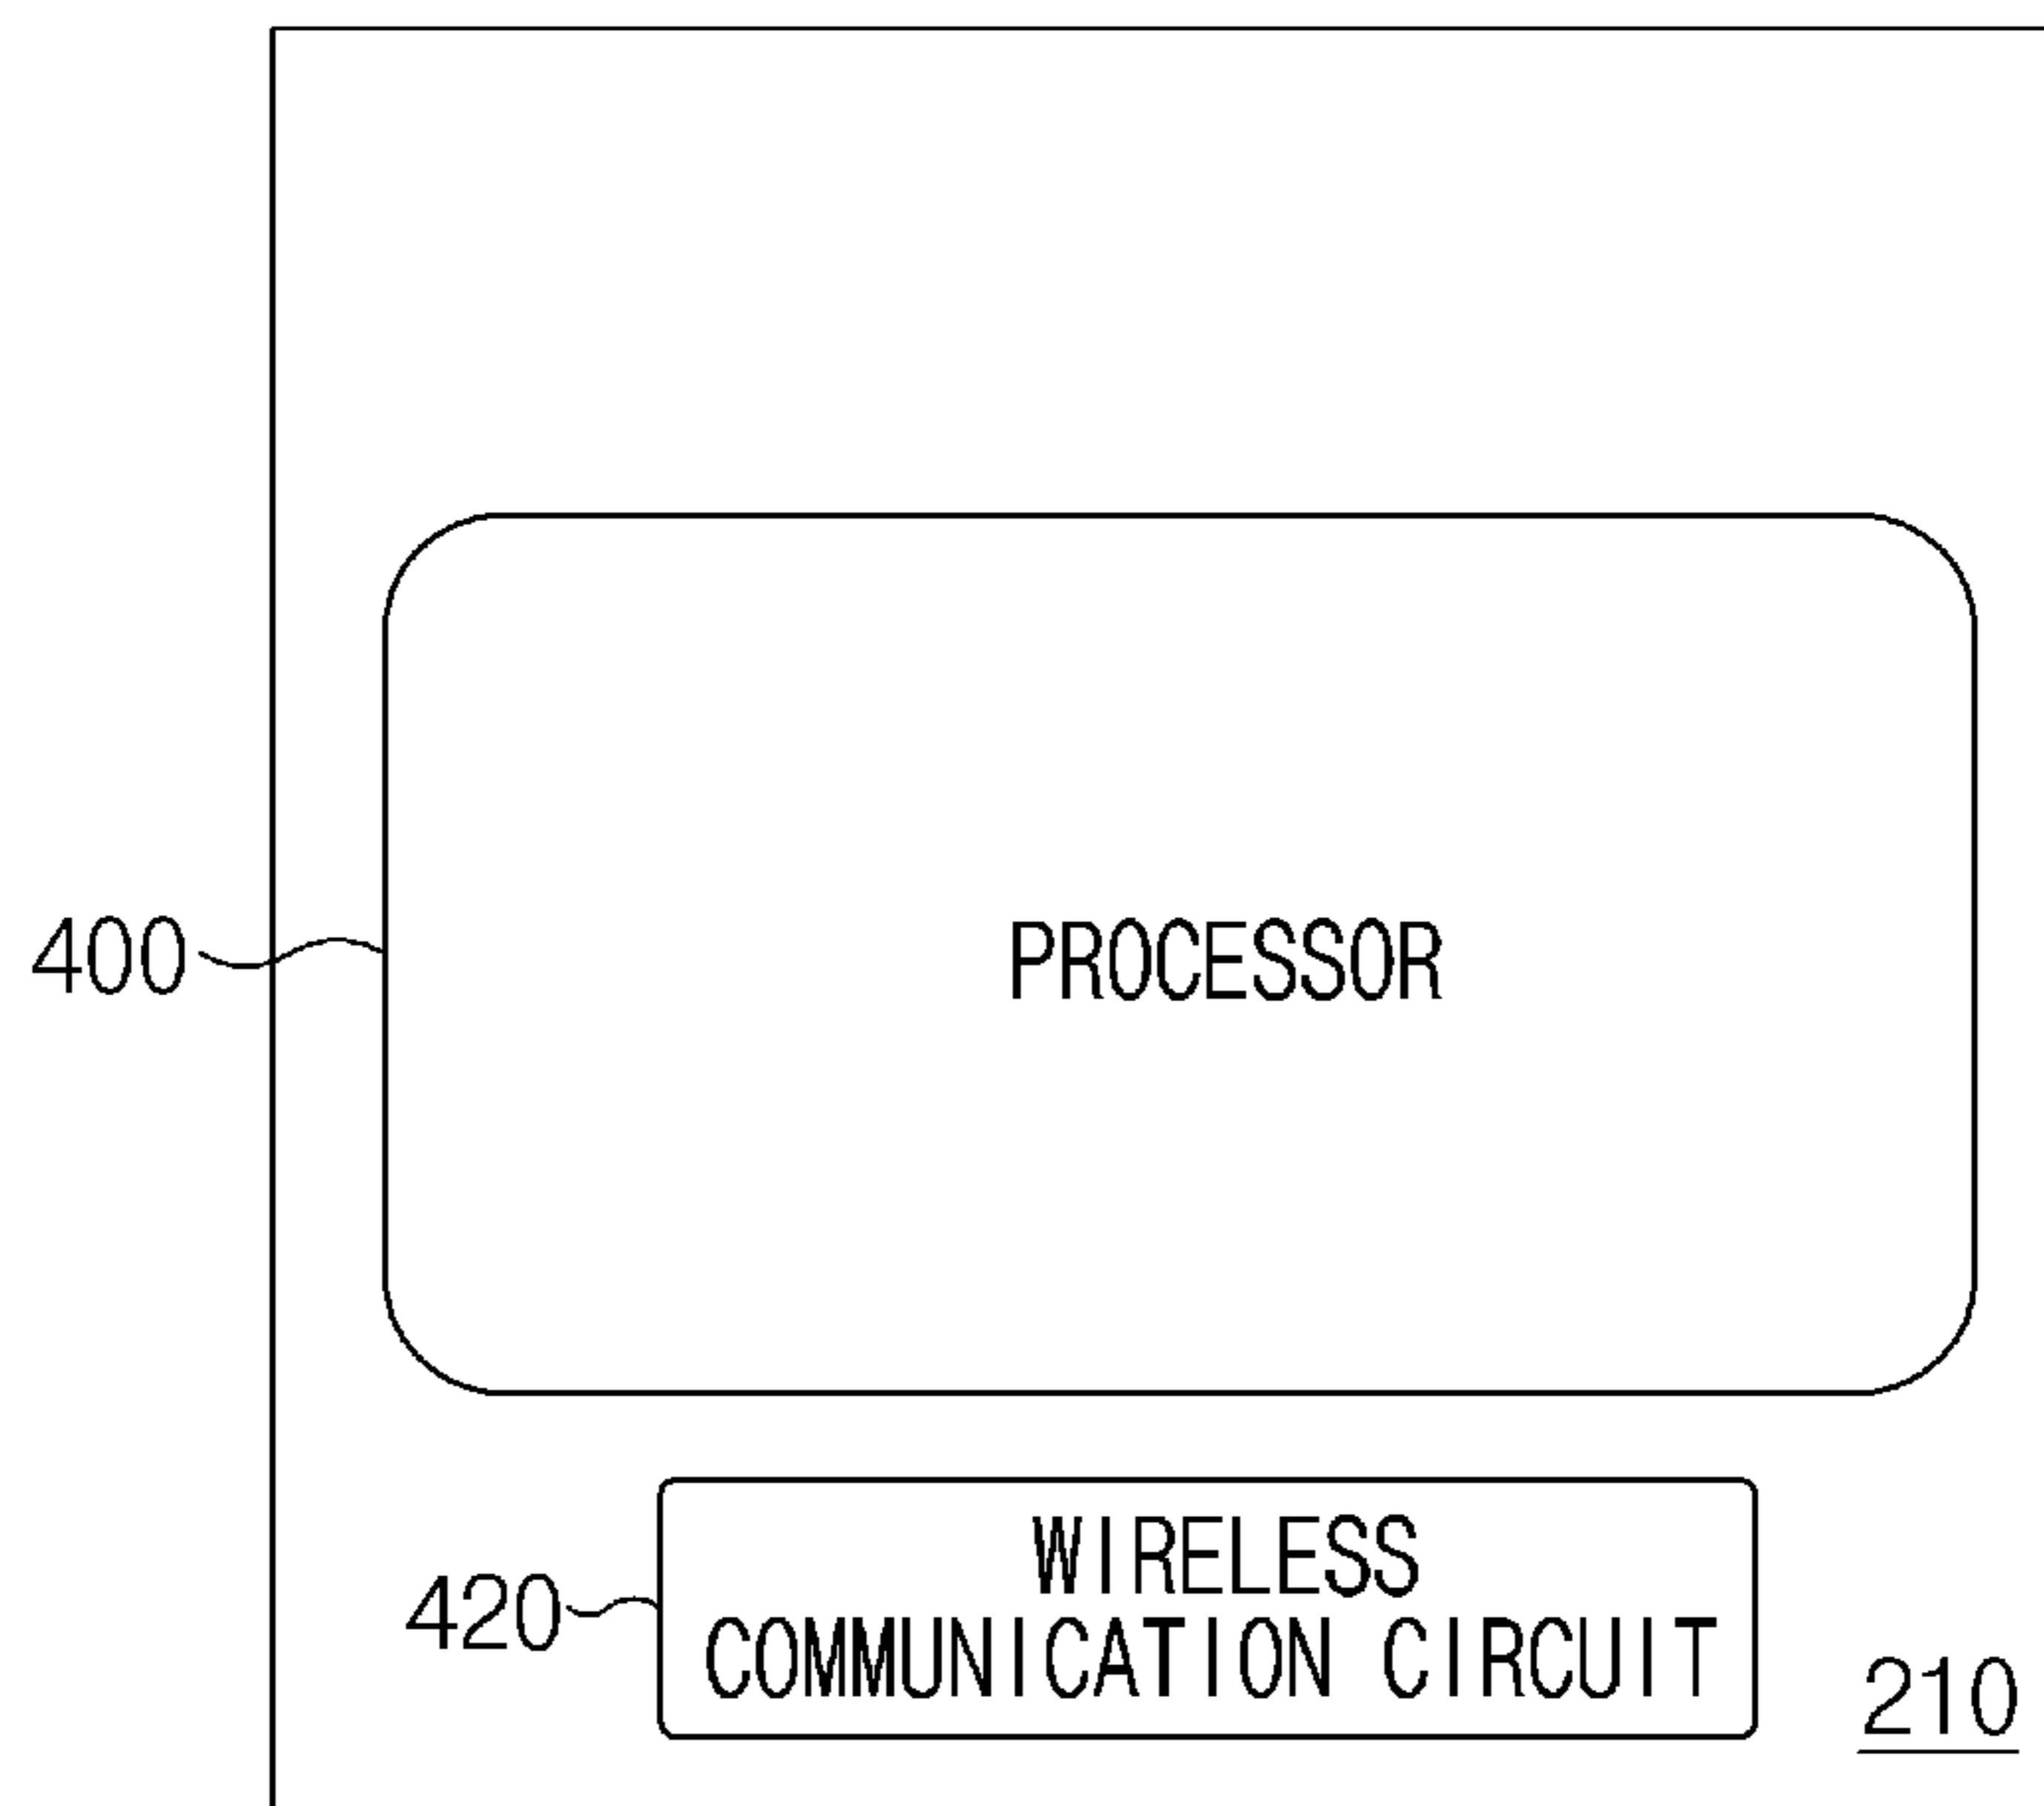 400
PROCESSOR
420
WIRELESS
COMMUNICATION CIRCUIT
210